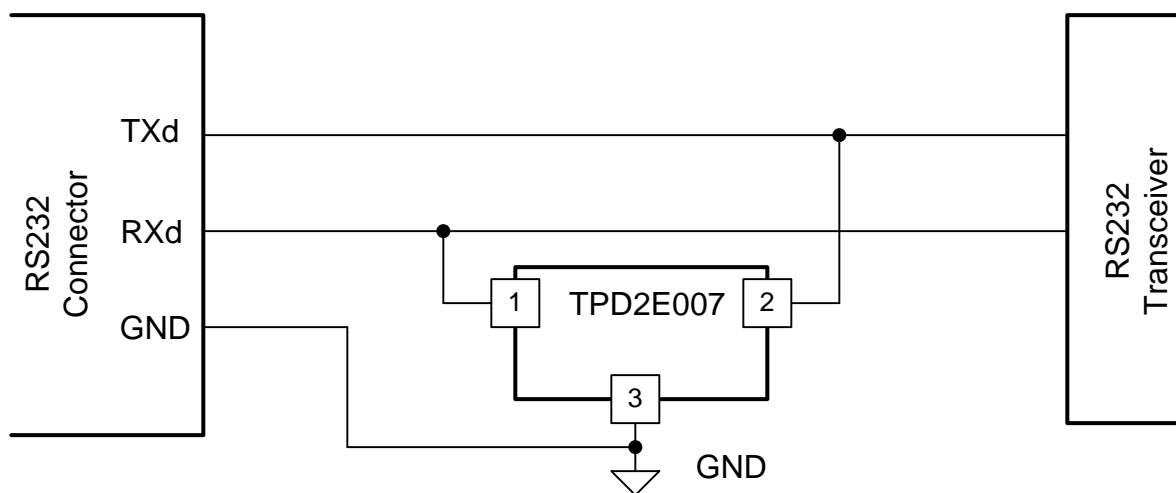 TXd
RXd
GND
RS232
Connector
1
TPD2E007
2
3
GND
RS232
Transceiver